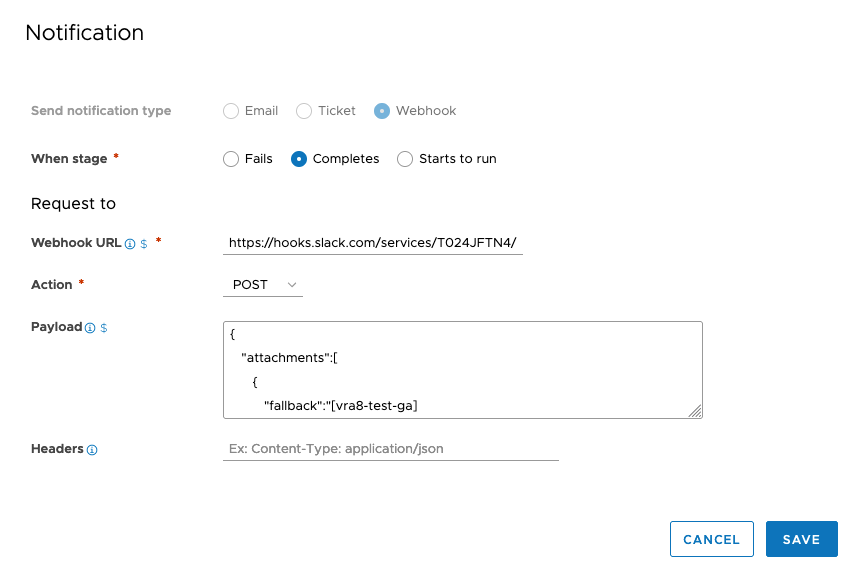 Notification
Send notification type Email Ticket Webhook
When stage * Fails Completes Starts to run
Request to
Webhook URL $ * https://hooks.slack.com/services/T024JFTN4/
Action * POST
Payload $ {
"attachments":[
{
"fallback":"[vra8-test-ga]
Headers Ex: Content-Type: application/json
CANCEL SAVE